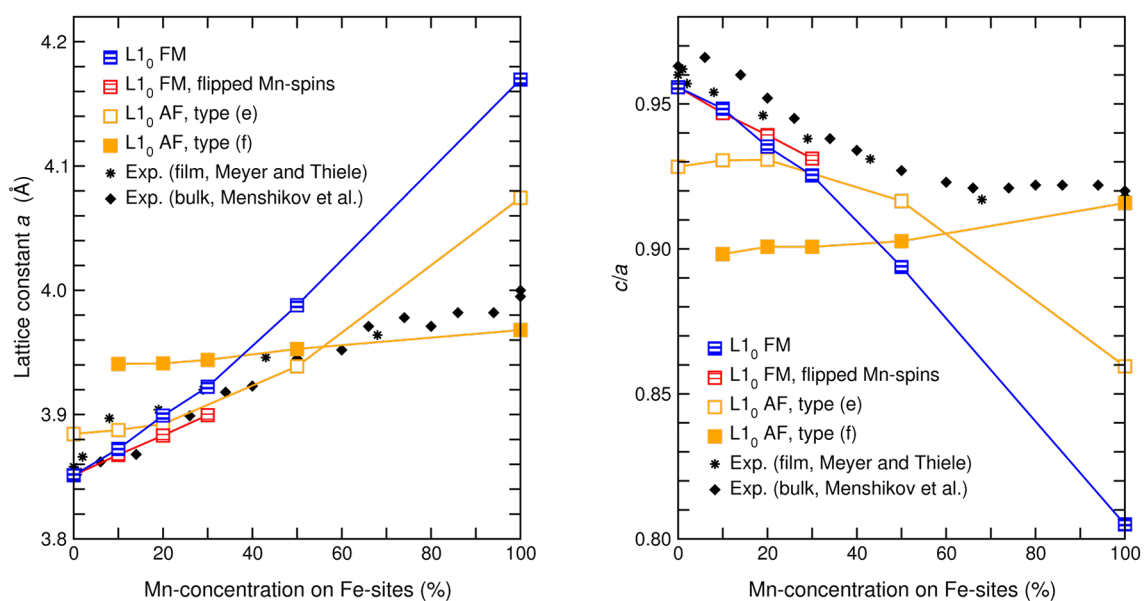 4.2
4.1
4.0
3.9
3.8
Lattice constant a (Å)
L1₀ FM
L1₀ FM, flipped Mn-spins
L1₀ AF, type (e)
L1₀ AF, type (f)
Exp. (film, Meyer and Thiele)
Exp. (bulk, Menshikov et al.)
0 20 40 60 80 100
Mn-concentration on Fe-sites (%)
0.95
0.90
0.85
0.80
c/a
L1₀ FM
L1₀ FM, flipped Mn-spins
L1₀ AF, type (e)
L1₀ AF, type (f)
Exp. (film, Meyer and Thiele)
Exp. (bulk, Menshikov et al.)
0 20 40 60 80 100
Mn-concentration on Fe-sites (%)